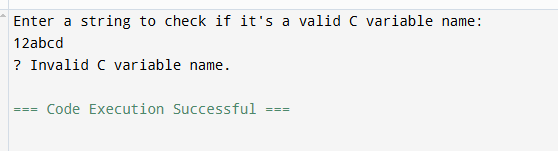 Enter a string to check if it's a valid C variable name:
12abcd
? Invalid C variable name.
=== Code Execution Successful ===